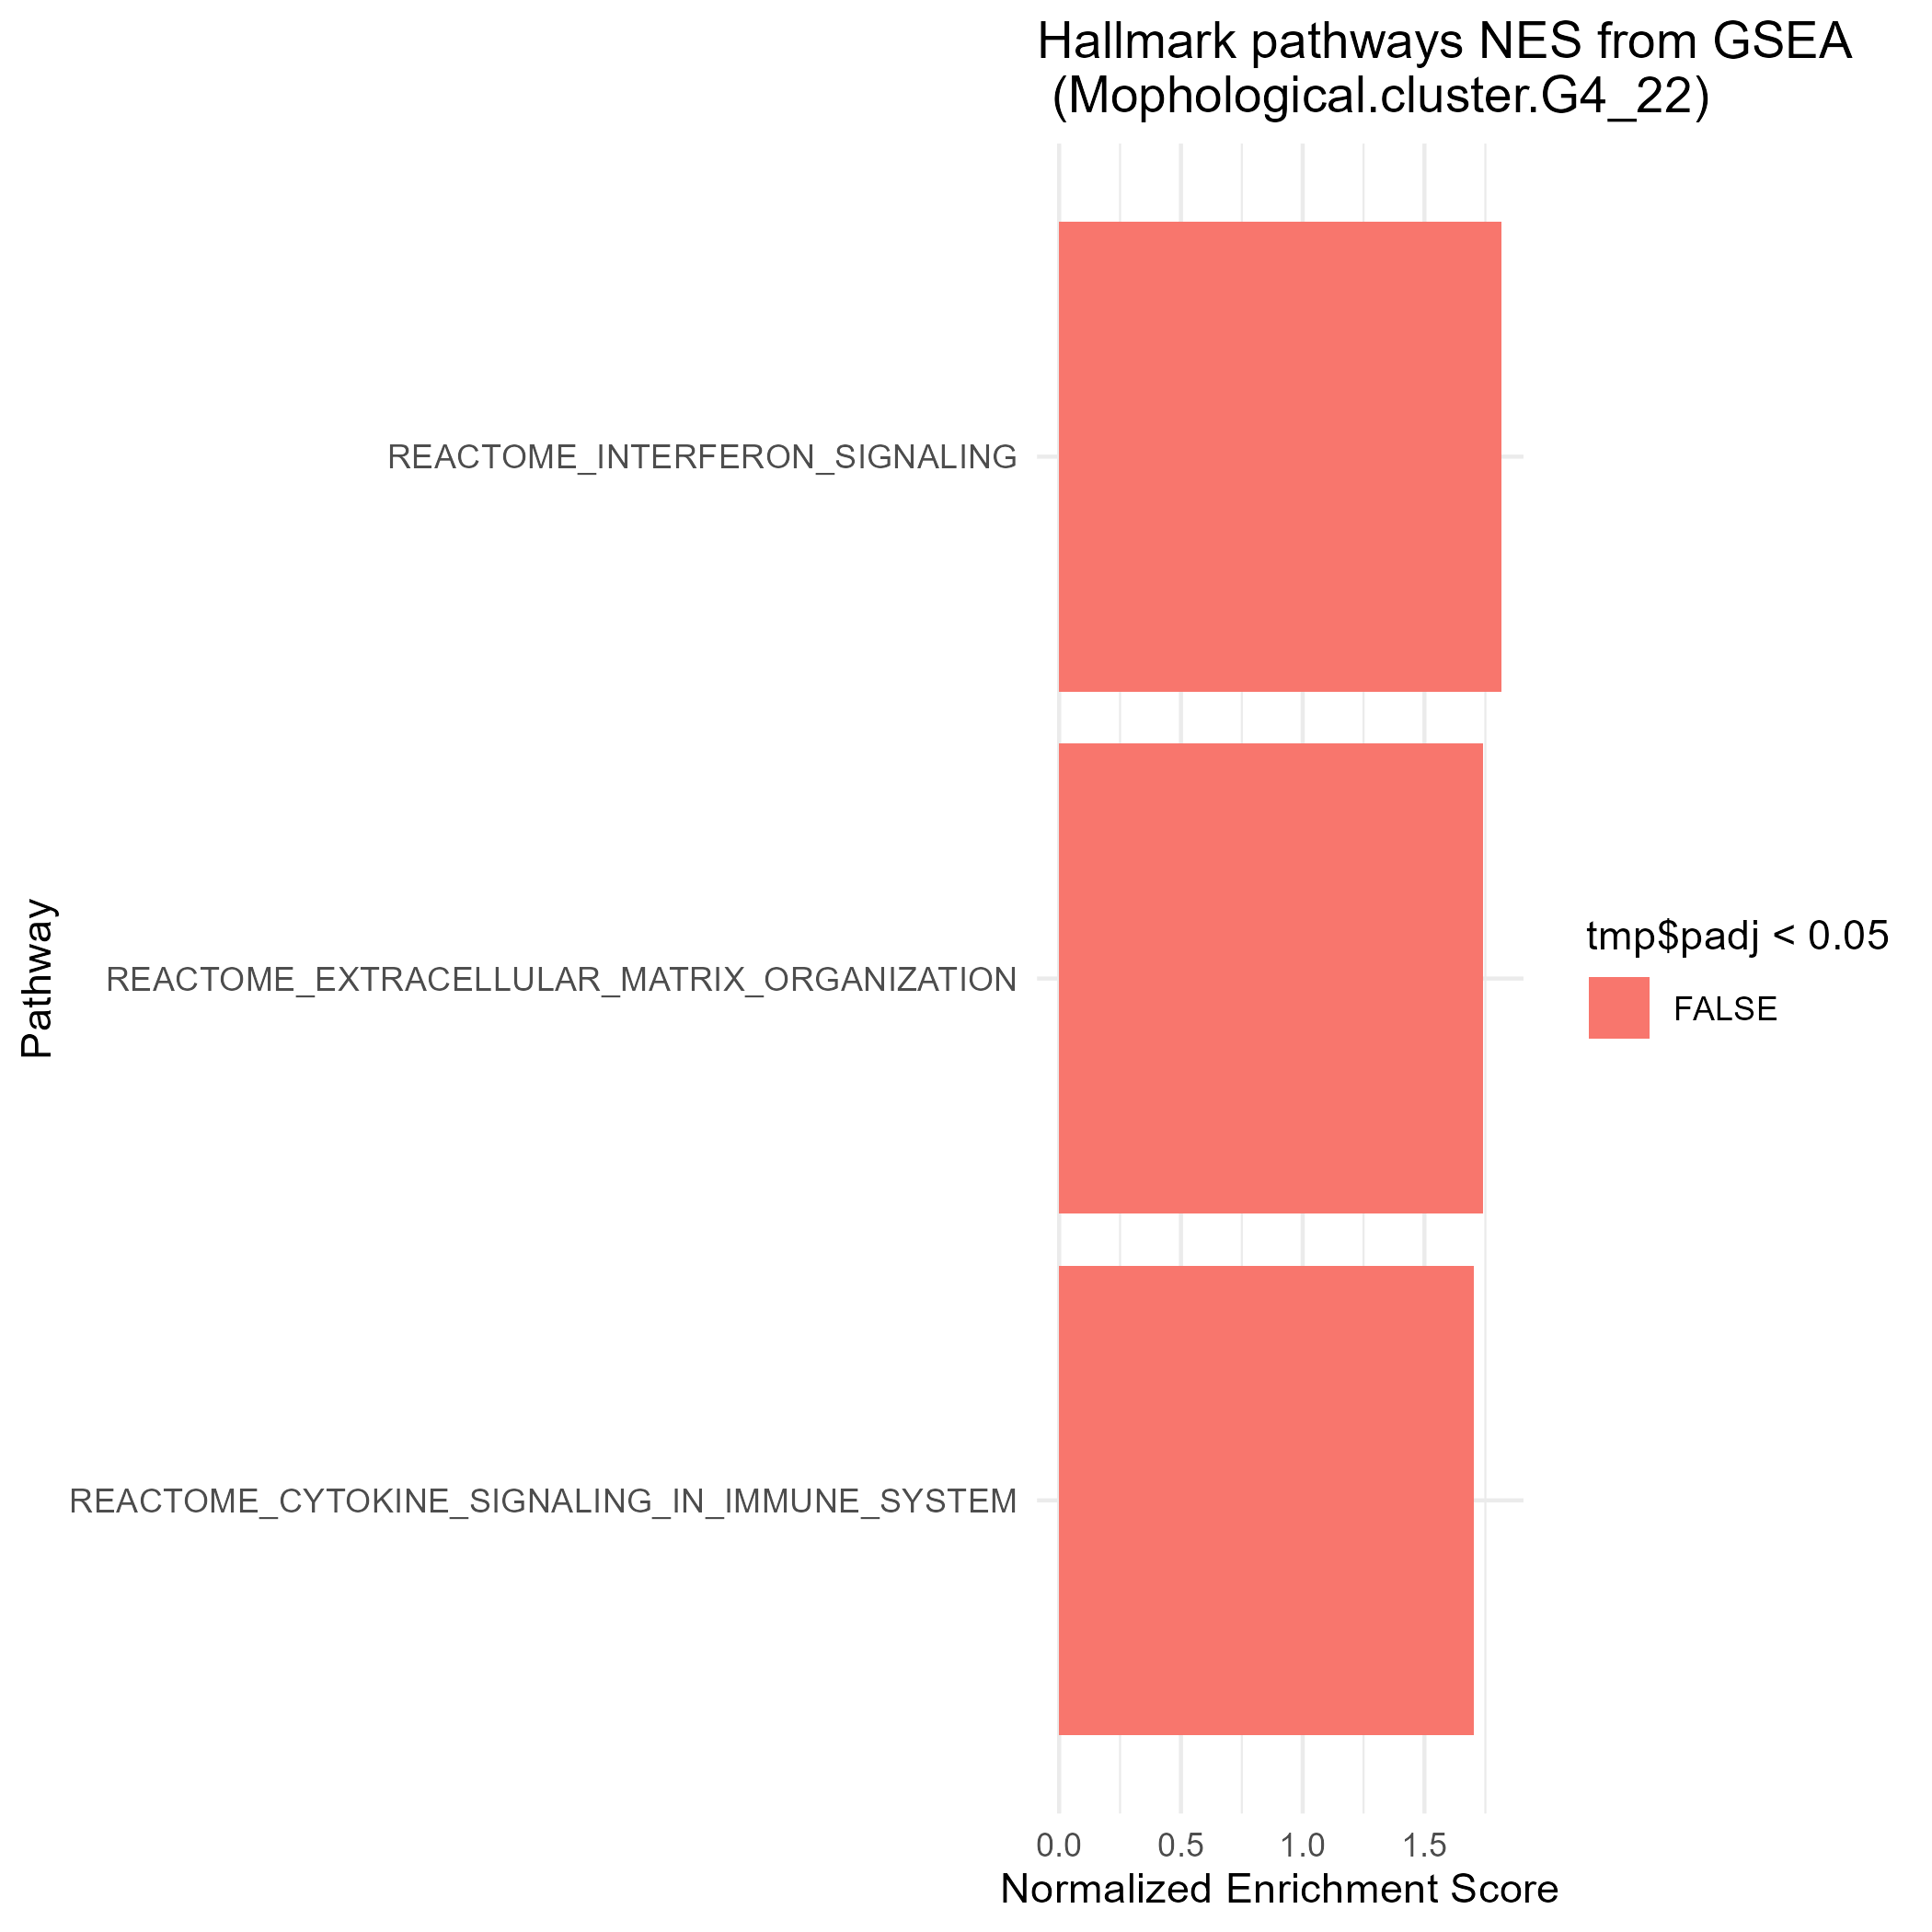 Hallmark pathways NES from GSEA
(Mophological.cluster.G4_22)
Pathway
REACTOME_INTERFERON_SIGNALING
REACTOME_EXTRACELLULAR_MATRIX_ORGANIZATION
REACTOME_CYTOKINE_SIGNALING_IN_IMMUNE_SYSTEM
0.0 0.5 1.0 1.5
Normalized Enrichment Score
tmp$padj < 0.05
FALSE